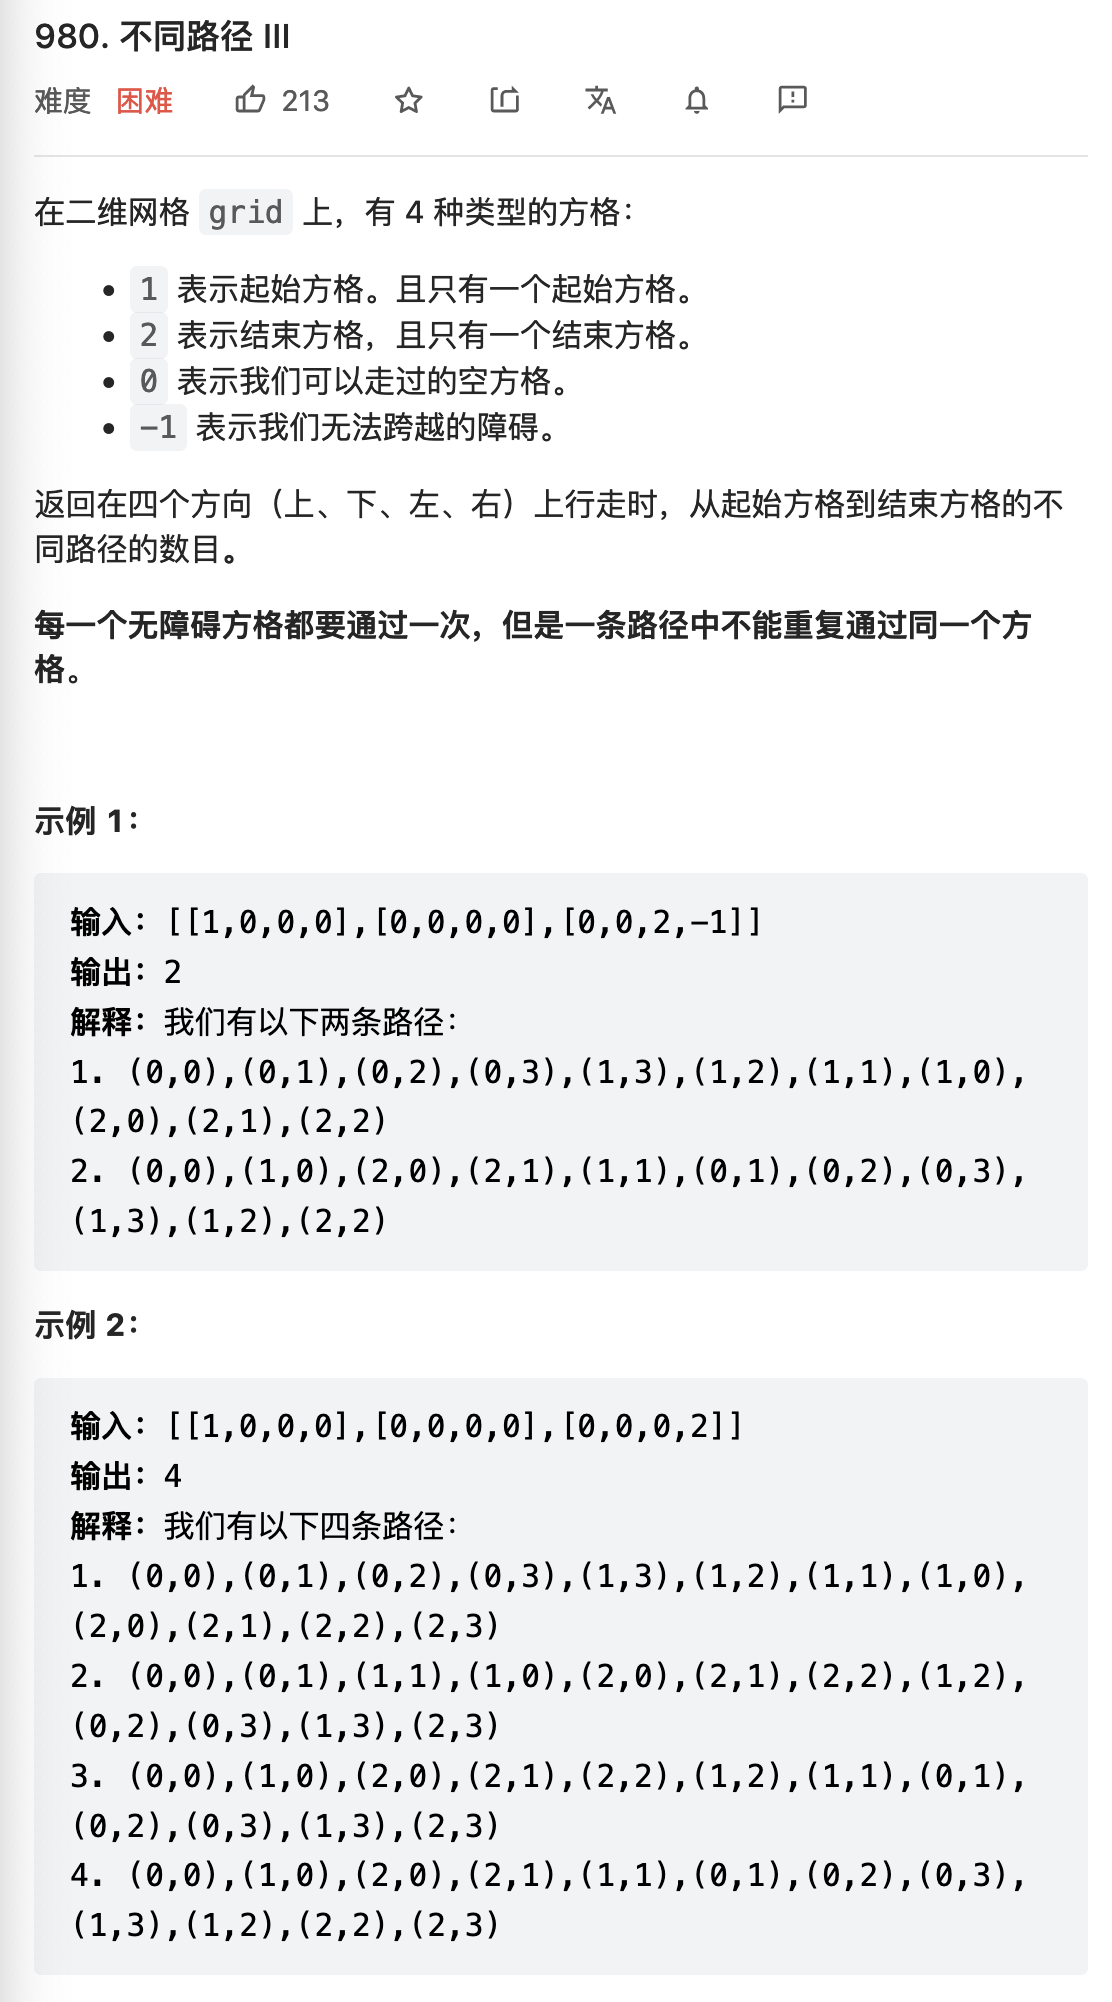 980. 不同路径 III
难度 困难 213
在二维网格 grid 上，有 4 种类型的方格：
• 1 表示起始方格。且只有一个起始方格。
• 2 表示结束方格，且只有一个结束方格。
• 0 表示我们可以走过的空方格。
• -1 表示我们无法跨越的障碍。
返回在四个方向（上、下、左、右）上行走时，从起始方格到结束方格的不
同路径的数目。
每一个无障碍方格都要通过一次，但是一条路径中不能重复通过同一个方
格。
示例 1：
输入：[[1,0,0,0],[0,0,0,0],[0,0,2,-1]]
输出：2
解释：我们有以下两条路径：
1. (0,0),(0,1),(0,2),(0,3),(1,3),(1,2),(1,1),(1,0),
(2,0),(2,1),(2,2)
2. (0,0),(1,0),(2,0),(2,1),(1,1),(0,1),(0,2),(0,3),
(1,3),(1,2),(2,2)
示例 2：
输入：[[1,0,0,0],[0,0,0,0],[0,0,0,2]]
输出：4
解释：我们有以下四条路径：
1. (0,0),(0,1),(0,2),(0,3),(1,3),(1,2),(1,1),(1,0),
(2,0),(2,1),(2,2),(2,3)
2. (0,0),(0,1),(1,1),(1,0),(2,0),(2,1),(2,2),(1,2),
(0,2),(0,3),(1,3),(2,3)
3. (0,0),(1,0),(2,0),(2,1),(2,2),(1,2),(1,1),(0,1),
(0,2),(0,3),(1,3),(2,3)
4. (0,0),(1,0),(2,0),(2,1),(1,1),(0,1),(0,2),(0,3),
(1,3),(1,2),(2,2),(2,3)